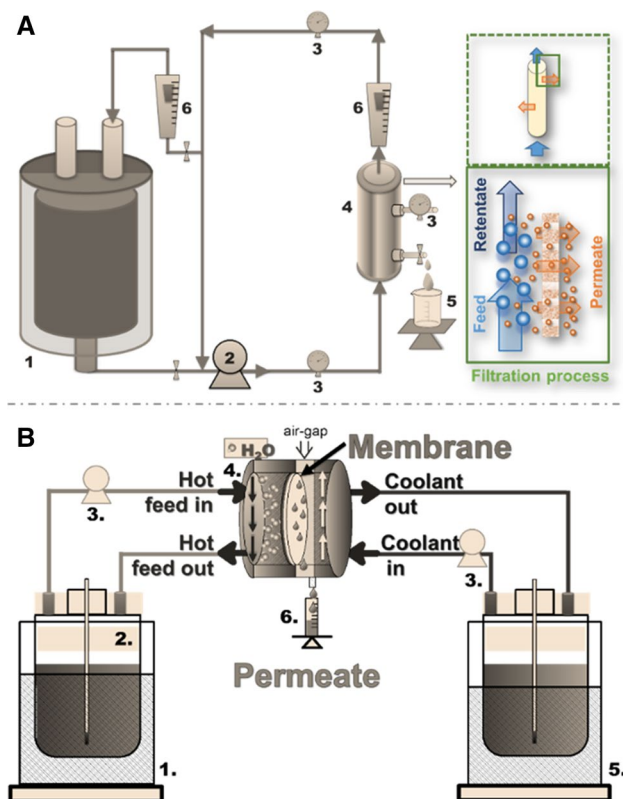 A
3
6
6
4
3
5
1
2
3
Retentate
Feed
Permeate
Filtration process
B
air-gap
H₂O
Membrane
4.
3.
Hot
feed in
Coolant
out
Hot
feed out
Coolant
in
3.
2.
6.
Permeate
1.
5.